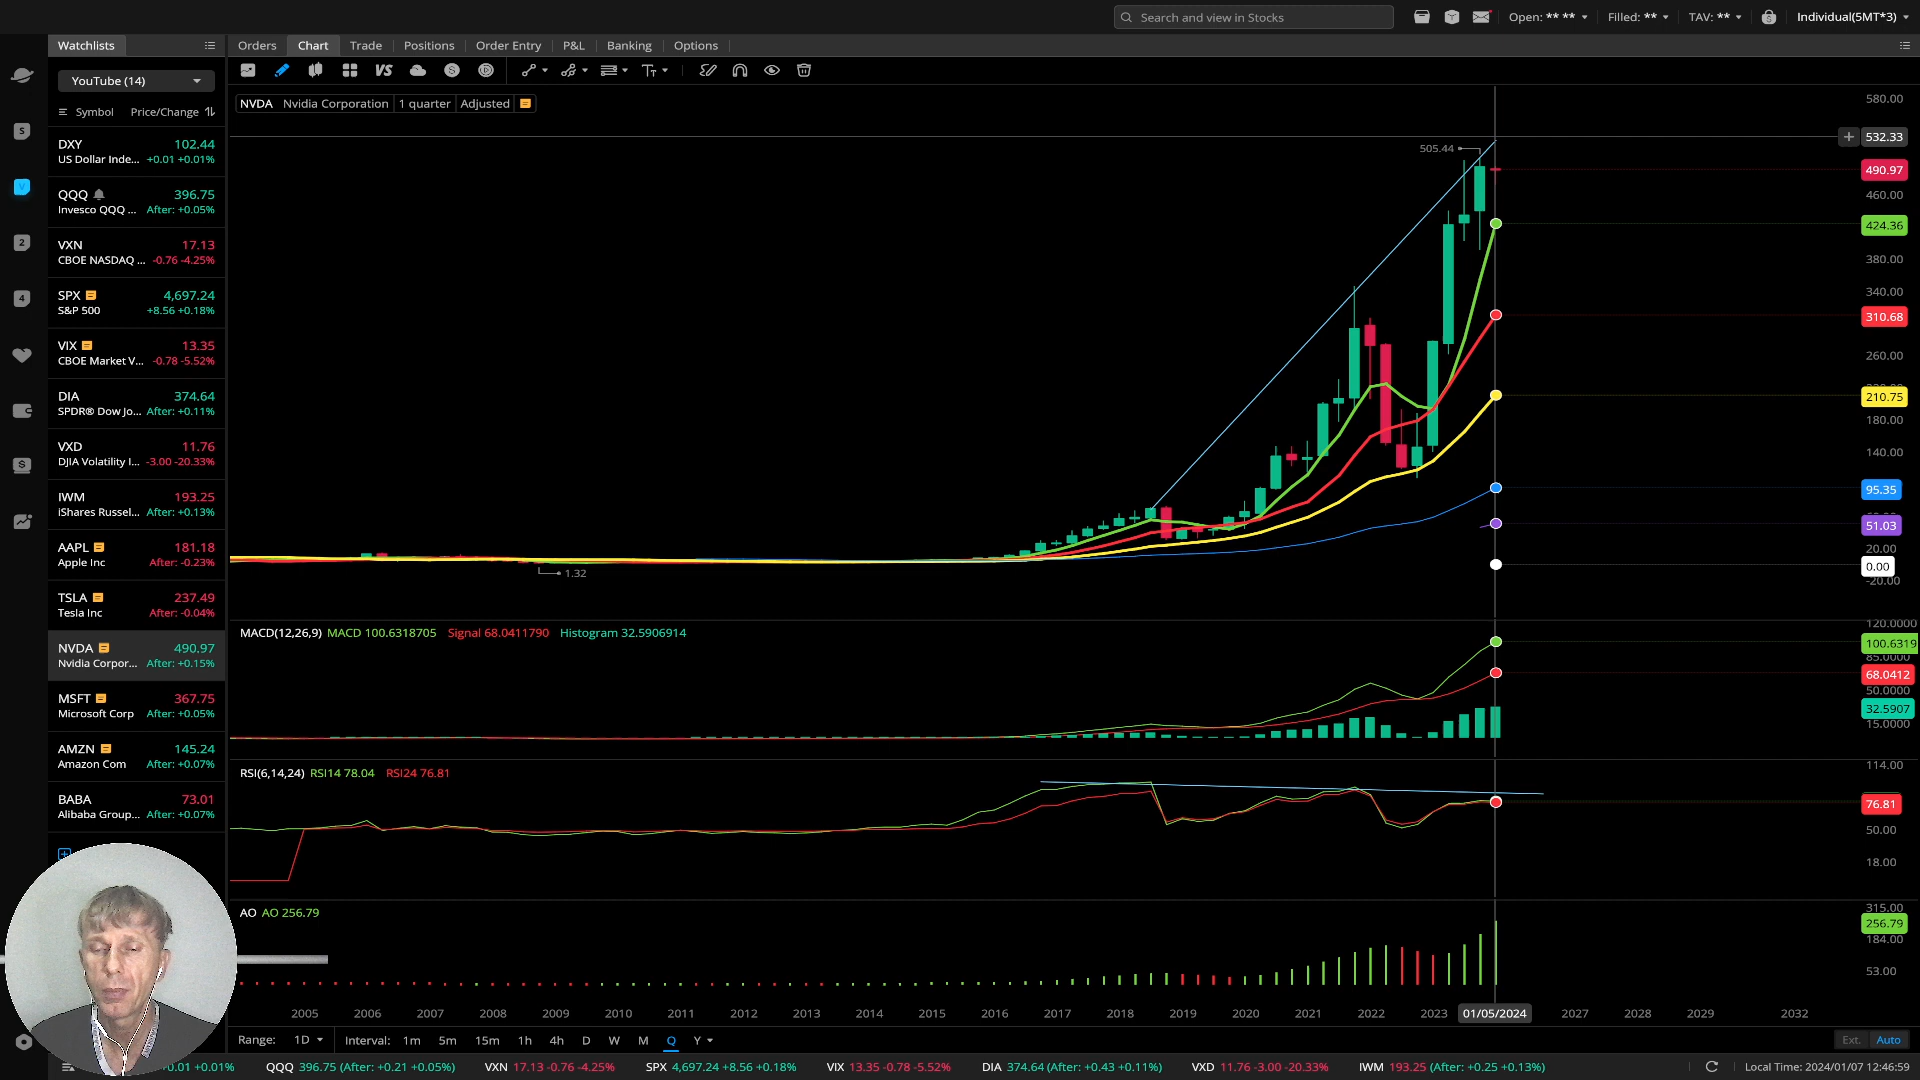 Search and view in Stocks
Open: ** **
Filled: **
TAV: **
Individual(5MT*3)
Watchlists
Orders
Chart
Trade
Positions
Order Entry
P&L
Banking
Options
YouTube (14)
Symbol Price/Change
DXY 102.44
US Dollar Inde... +0.01 +0.01%
QQQ 396.75
Invesco QQQ ... After: +0.05%
VXN 17.13
CBOE NASDAQ ... -0.76 -4.25%
SPX 4,697.24
S&P 500 +8.56 +0.18%
VIX 13.35
CBOE Market V... -0.78 -5.52%
DIA 374.64
SPDR® Dow Jo... After: +0.11%
VXD 11.76
DJIA Volatility I... -3.00 -20.33%
IWM 193.25
iShares Russel... After: +0.13%
AAPL 181.18
Apple Inc After: -0.23%
TSLA 237.49
Tesla Inc After: -0.04%
NVDA 490.97
Nvidia Corpor... After: +0.15%
MSFT 367.75
Microsoft Corp After: +0.05%
AMZN 145.24
Amazon Com After: +0.07%
BABA 73.01
Alibaba Group... After: +0.07%
VS
NVDA Nvidia Corporation 1 quarter Adjusted
505.44
1.32
580.00
532.33
490.97
460.00
424.36
380.00
340.00
310.68
260.00
210.75
180.00
140.00
95.35
51.03
20.00
0.00
-20.00
MACD(12,26,9) MACD 100.6318705 Signal 68.0411790 Histogram 32.5906914
120.0000
100.6319
85.0000
68.0412
50.0000
32.5907
15.0000
RSI(6,14,24) RSI14 78.04 RSI24 76.81
114.00
76.81
50.00
18.00
AO AO 256.79
315.00
256.79
184.00
53.00
2005 2006 2007 2008 2009 2010 2011 2012 2013 2014 2015 2016 2017 2018 2019 2020 2021 2022 2023 01/05/2024 2027 2028 2029 2032
Range: 1D Interval: 1m 5m 15m 1h 4h D W M Q Y Ext. Auto
+0.01 +0.01% QQQ 396.75 (After: +0.21 +0.05%) VXN 17.13 -0.76 -4.25% SPX 4,697.24 +8.56 +0.18% VIX 13.35 -0.78 -5.52% DIA 374.64 (After: +0.43 +0.11%) VXD 11.76 -3.00 -20.33% IWM 193.25 (After: +0.25 +0.13%) Local Time: 2024/01/07 12:46:59